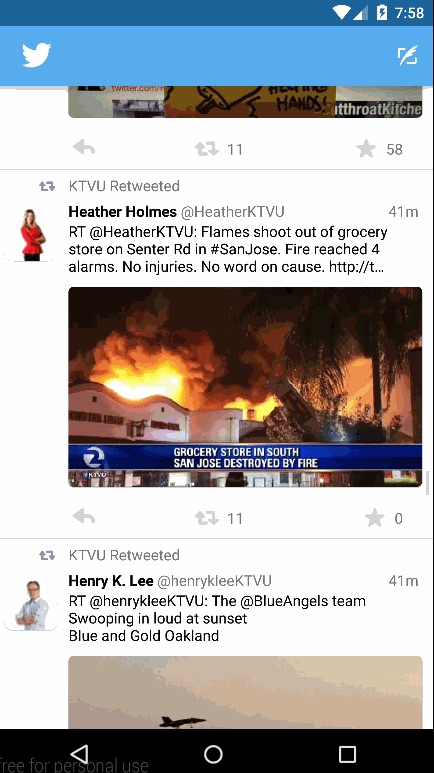 7:58
twitter.com/
HELPING
HANDS!
utthroatKitche
11
58
KTVU Retweeted
Heather Holmes @HeatherKTVU
41m
RT @HeatherKTVU: Flames shoot out of grocery
store on Senter Rd in #SanJose. Fire reached 4
alarms. No injuries. No word on cause. http://t…
GROCERY STORE IN SOUTH
SAN JOSE DESTROYED BY FIRE
2
KTVU
11
0
KTVU Retweeted
Henry K. Lee @henrykleeKTVU
41m
RT @henrykleeKTVU: The @BlueAngels team
Swooping in loud at sunset
Blue and Gold Oakland
free for personal use